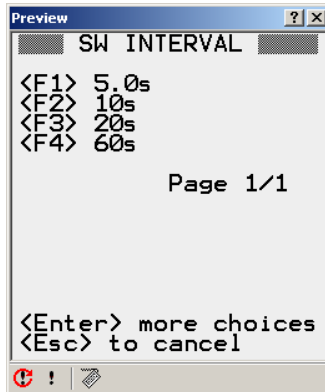 Preview
SW INTERVAL
<F1> 5.0s
<F2> 10s
<F3> 20s
<F4> 60s
Page 1/1
<Enter> more choices
<Esc> to cancel